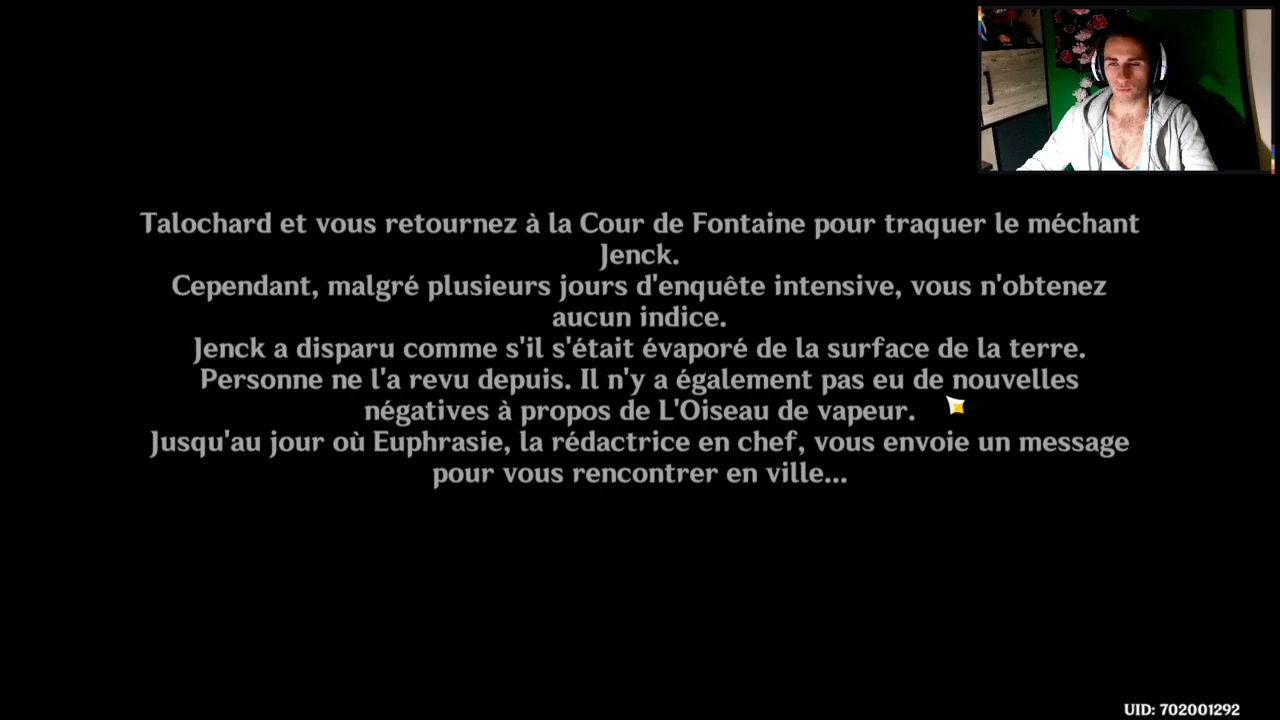 Talochard et vous retournez à la Cour de Fontaine pour traquer le méchant
Jenck.
Cependant, malgré plusieurs jours d'enquête intensive, vous n'obtenez
aucun indice.
Jenck a disparu comme s'il s'était évaporé de la surface de la terre.
Personne ne l'a revu depuis. Il n'y a également pas eu de nouvelles
négatives à propos de L'Oiseau de vapeur.
Jusqu'au jour où Euphrasie, la rédactrice en chef, vous envoie un message
pour vous rencontrer en ville...
UID: 702001292